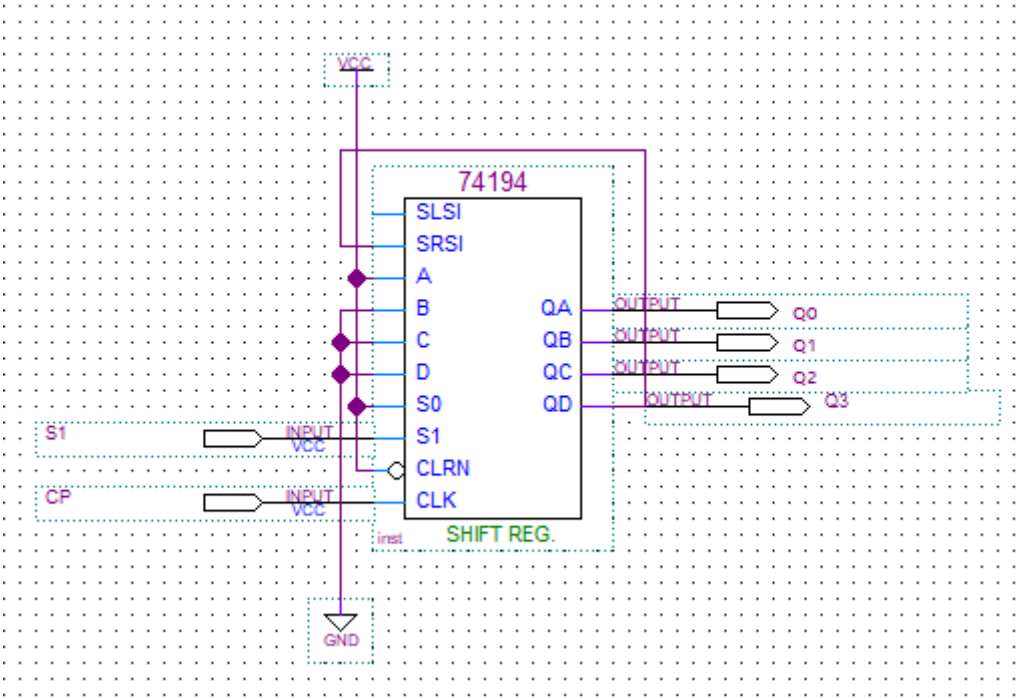 VCC
74194
SLSI
SRSI
A
B QA OUTPUT Q0
C QB OUTPUT Q1
D QC OUTPUT Q2
S0 QD OUTPUT Q3
S1 INPUT VCC S1
CLRN
CP INPUT VCC CLK
inst SHIFT REG.
GND